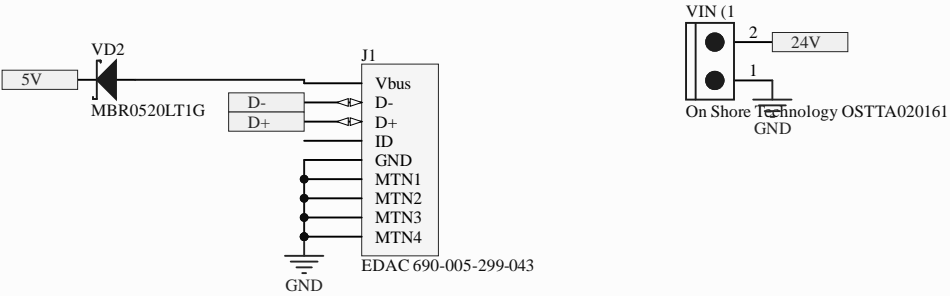 VIN (1
VD2
J1
2
24V
5V
Vbus
1
MBR0520LT1G
D-
D-
D+
D+
On Shore Technology OSTTA020161
GND
ID
GND
MTN1
MTN2
MTN3
MTN4
EDAC 690-005-299-043
GND